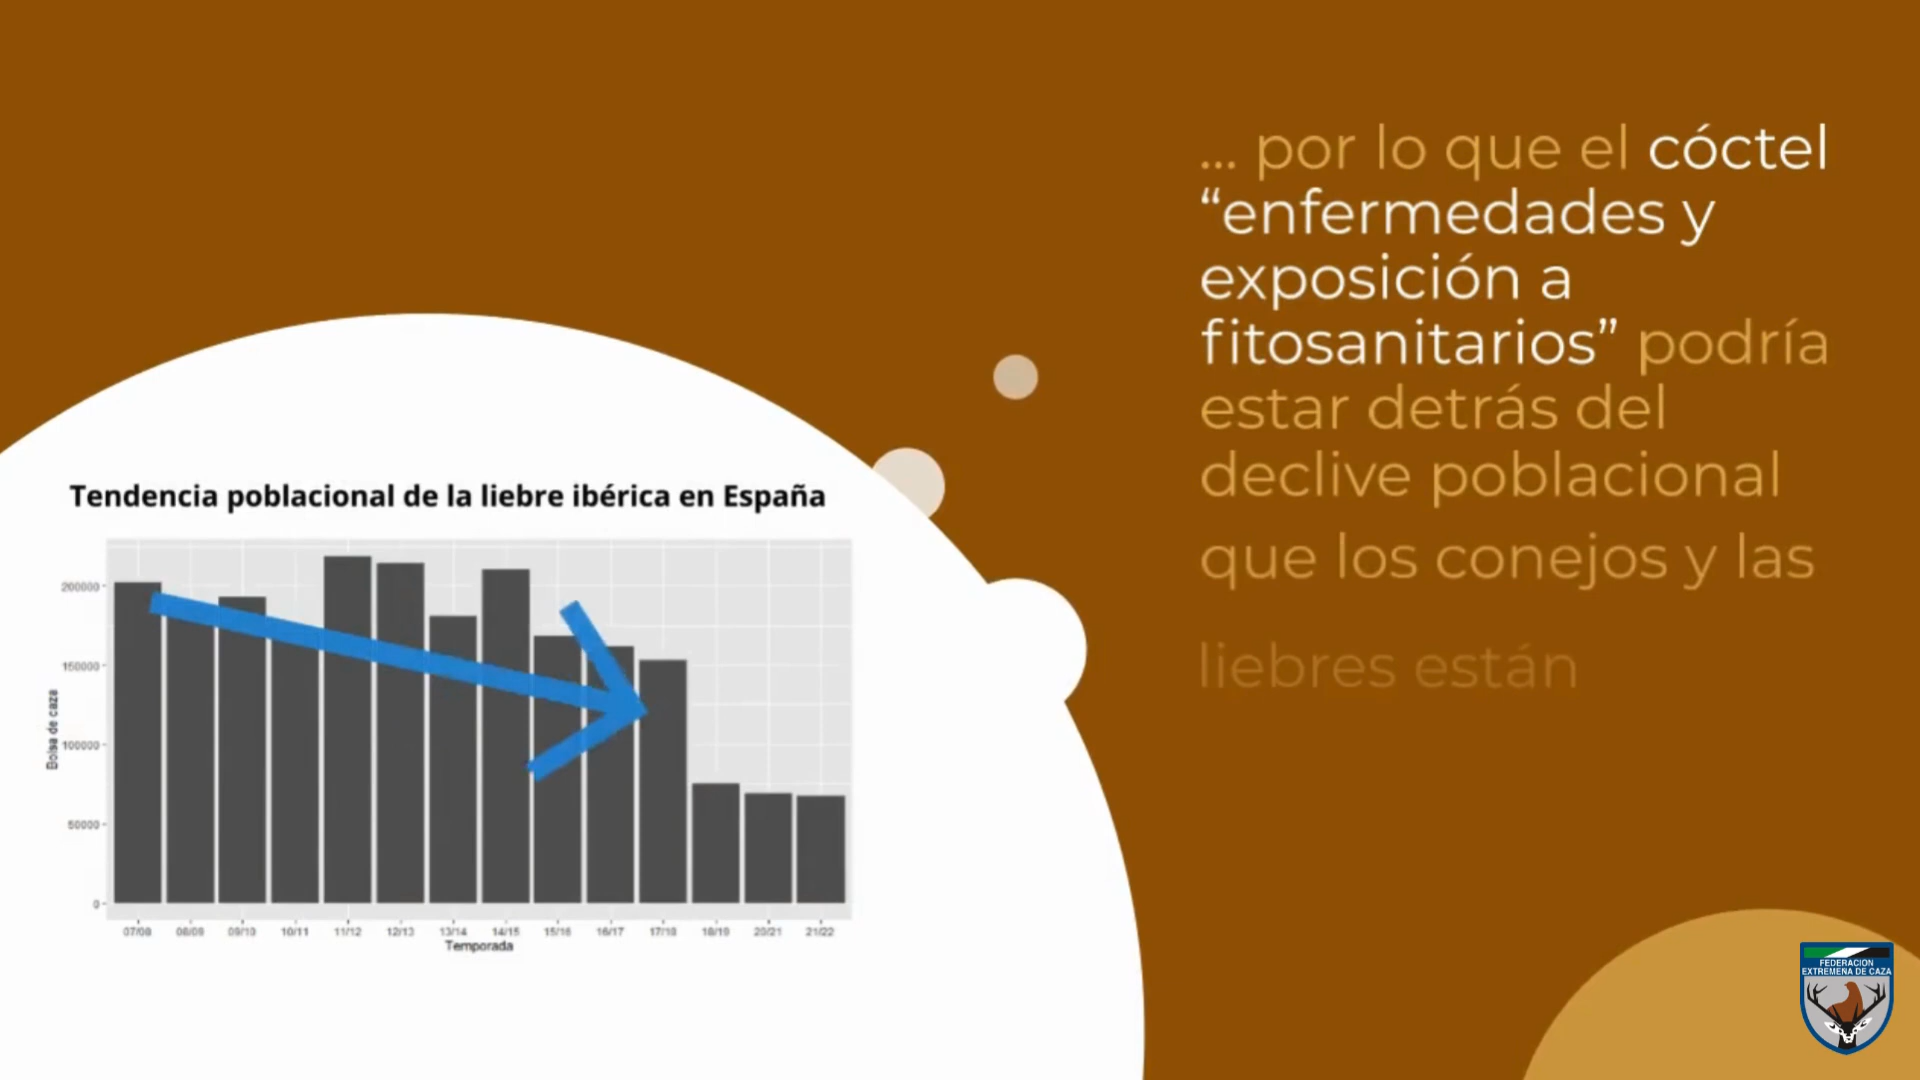 ... por lo que el cóctel
“enfermedades y
exposición a
fitosanitarios” podría
estar detrás del
declive poblacional
que los conejos y las
liebres están
Tendencia poblacional de la liebre ibérica en España
200000
150000
100000
50000
0
Bolsa de caza
07/08 08/09 09/10 10/11 11/12 12/13 13/14 14/15 15/16 16/17 17/18 18/19 20/21 21/22
Temporada
FEDERACION
EXTREMEÑA DE CAZA